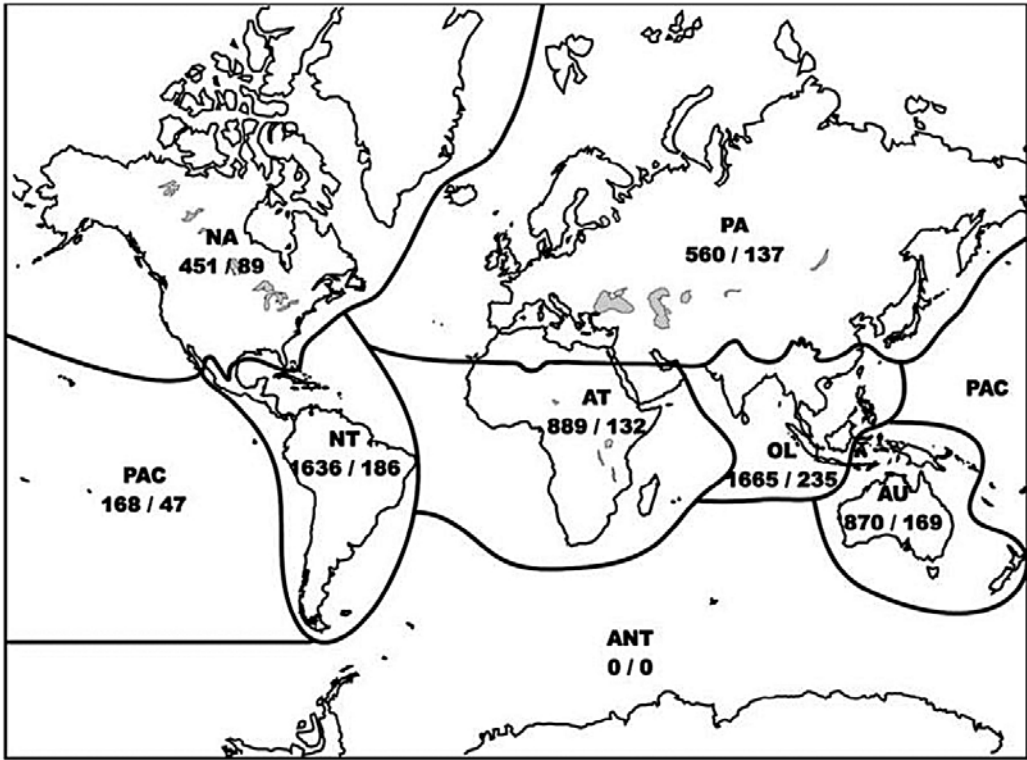 PA
560 / 137
NA
451 / 89
PAC
AT
889 / 132
NT
1636 / 186
OL
1665 / 235
PAC
168 / 47
AU
870 / 169
ANT
0 / 0